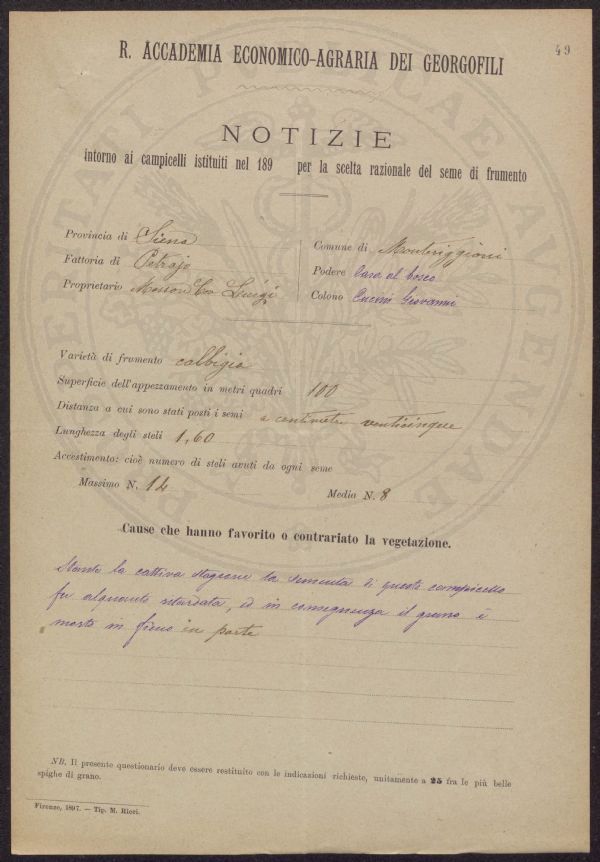 49
R. ACCADEMIA ECONOMICO-AGRARIA DEI GEORGOFILI
NOTIZIE
intorno ai campicelli istituiti nel 189 per la scelta razionale del seme di frumento
Provincia di Siena
Fattoria di Petrajo
Proprietario Luigi
Comune di Monteriggioni
Podere Casa al bosco
Colono Giovanni
Varietà di frumento calbigia
Superficie dell'appezzamento in metri quadri 100
Distanza a cui sono stati posti i semi a centimetri venticinque
Lunghezza degli steli 1,60
Accestimento: cioè numero di steli avuti da ogni seme
Massimo N. 14 Media N. 8
Cause che hanno favorito o contrariato la vegetazione.
Stante la cattiva stagione la sementa di questo campicello
fu alquanto ritardata, ed in conseguenza il grano è
morto in in parte
NB. Il presente questionario deve essere restituito con le indicazioni richieste, unitamente a 25 fra le più belle
spighe di grano.
Firenze, 1897. — Tip. M. Ricci.
PROSPERITATI PUBLICAE AUGENDAE